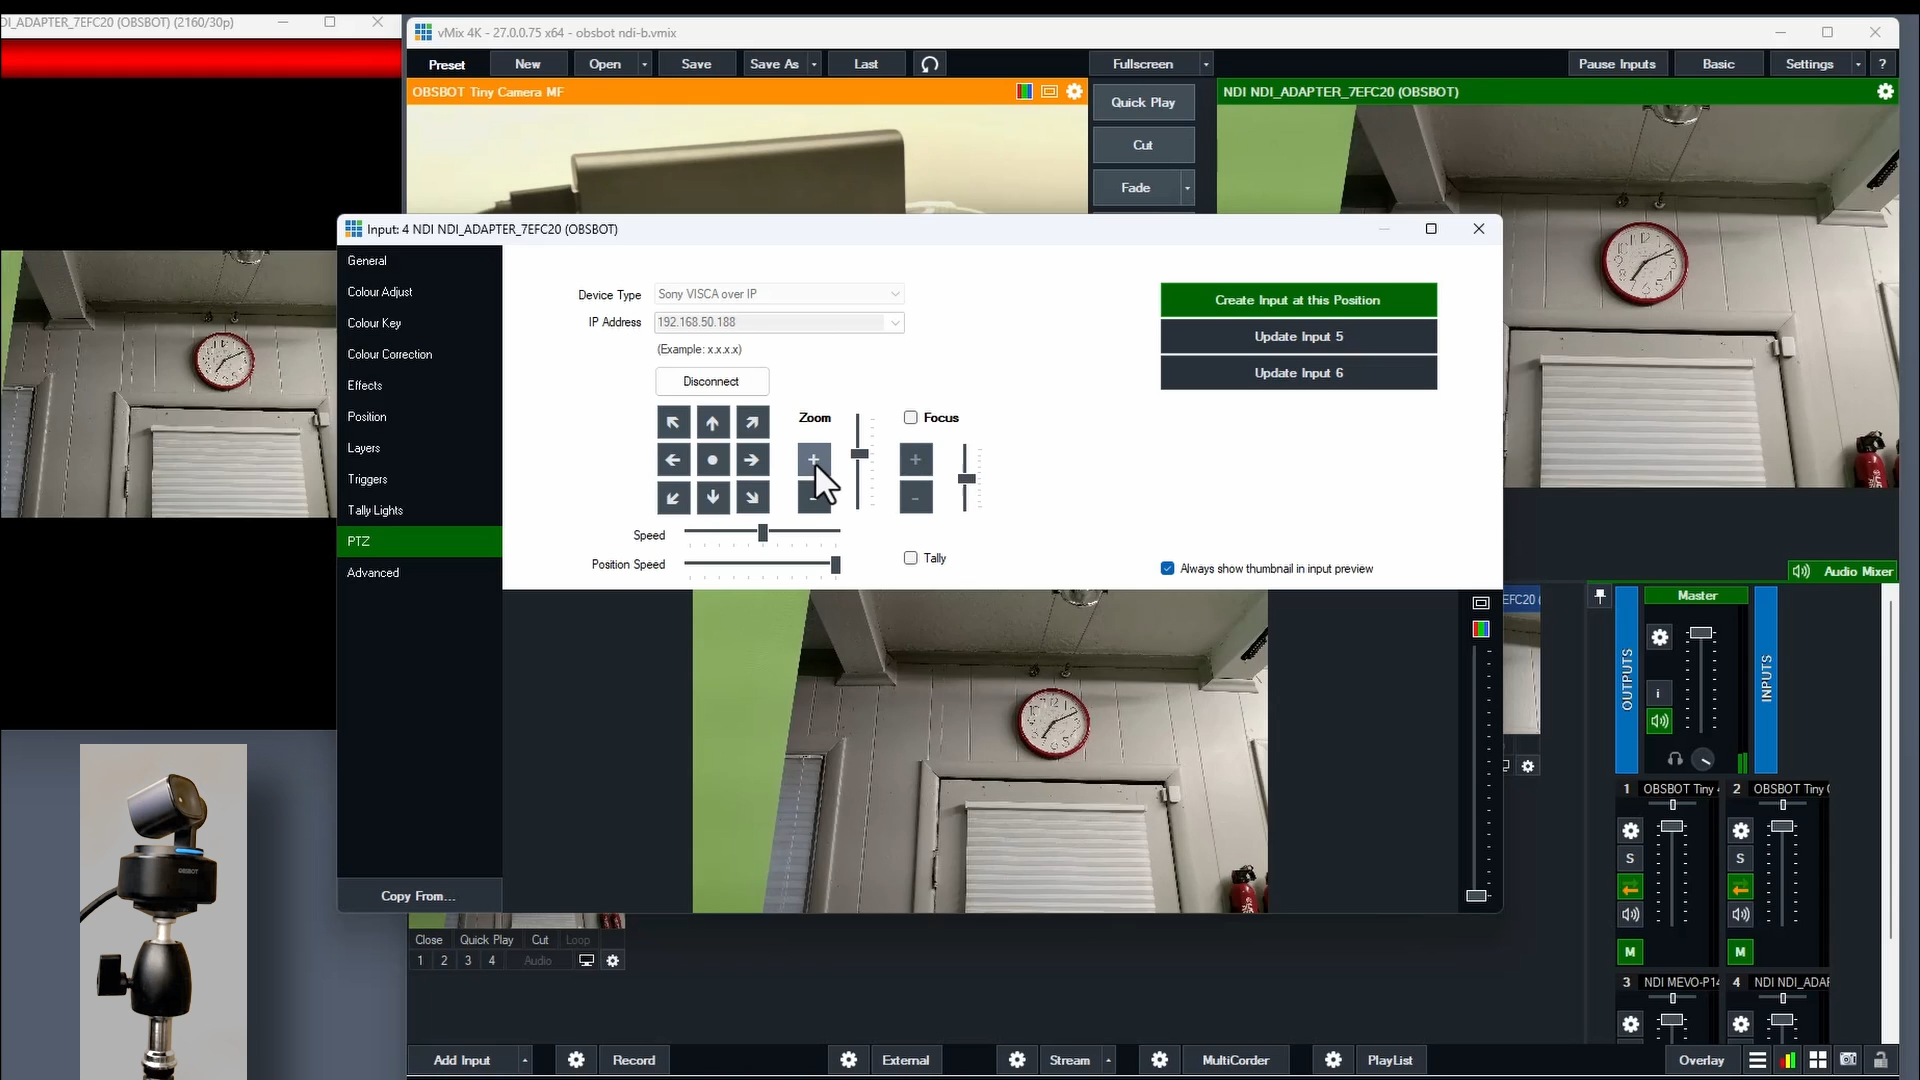 DI_ADAPTER_7EFC20 (OBSBOT) (2160/30p)
vMix 4K - 27.0.0.75 x64 - obsbot ndi-b.vmix
Preset
New
Open
Save
Save As
Last
Fullscreen
Pause Inputs
Basic
Settings
?
OBSBOT Tiny Camera MF
Quick Play
Cut
Fade
NDI NDI_ADAPTER_7EFC20 (OBSBOT)
Input: 4 NDI NDI_ADAPTER_7EFC20 (OBSBOT)
General
Colour Adjust
Colour Key
Colour Correction
Effects
Position
Layers
Triggers
Tally Lights
PTZ
Advanced
Copy From...
Device Type
Sony VISCA over IP
IP Address
192.168.50.188
(Example: x.x.x.x)
Disconnect
Zoom
Focus
+
-
+
-
Speed
Position Speed
Tally
Create Input at this Position
Update Input 5
Update Input 6
Always show thumbnail in input preview
EFC20 (
Audio Mixer
OUTPUTS
Master
INPUTS
i
1 OBSBOT Tiny
2 OBSBOT Tiny
S
S
M
M
3 NDI MEVO-P14
4 NDI NDI_ADAF
OBSBOT
Close
Quick Play
Cut
Loop
1 2 3 4
Audio
Add Input
Record
External
Stream
MultiCorder
PlayList
Overlay